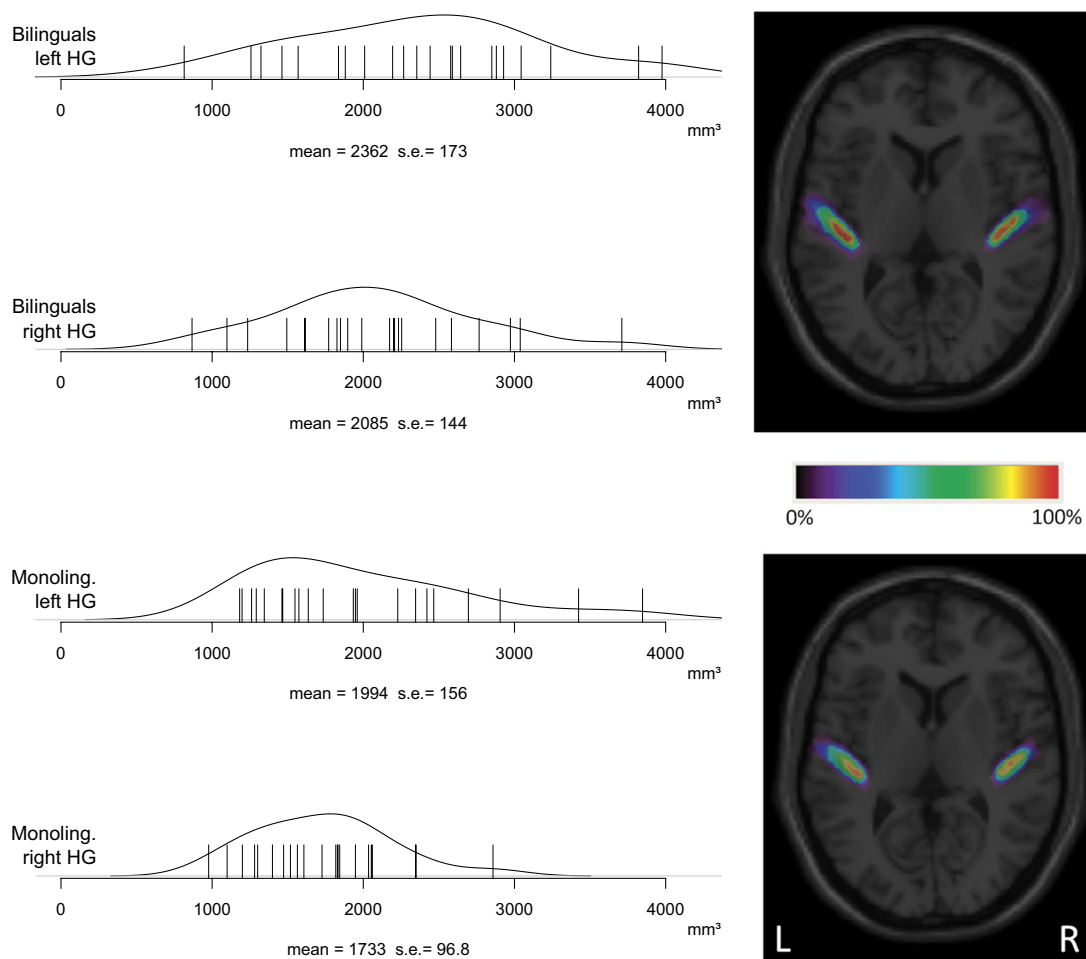 Bilinguals
left HG
0 1000 2000 3000 4000
mm³
mean = 2362 s.e.= 173
Bilinguals
right HG
0 1000 2000 3000 4000
mm³
mean = 2085 s.e.= 144
0% 100%
Monoling.
left HG
0 1000 2000 3000 4000
mm³
mean = 1994 s.e.= 156
Monoling.
right HG
0 1000 2000 3000 4000
mm³
mean = 1733 s.e.= 96.8
L R